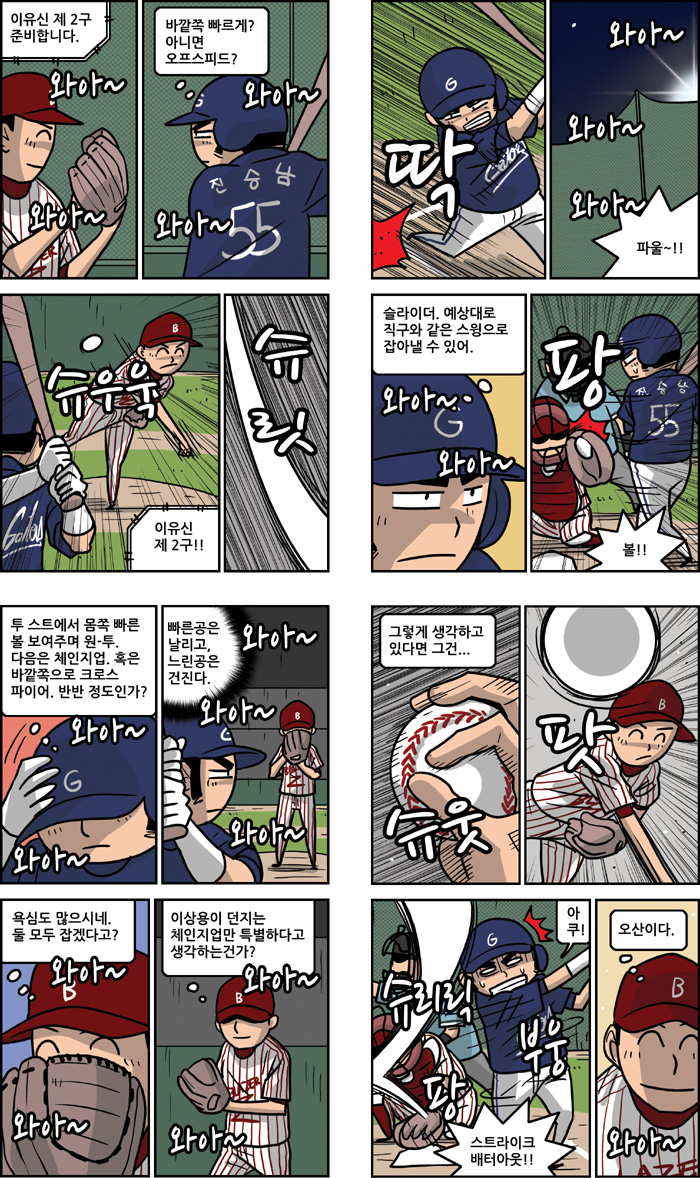 이유신 제 2구
준비합니다.
와아~
와아~
바깥쪽 빠르게?
아니면
오프스피드?
와아~
진승남
와아~
55
슈우욱
B
이유신
제 2구!!
슈
릿
G
딱
와아~
와아~
와아~
파울~!!
슬라이더. 예상대로
직구와 같은 스윙으로
잡아낼 수 있어.
와아~
G
와아~
팡
진승남
55
볼!!
투 스트에서 몸쪽 빠른
볼 보여주며 원-투.
다음은 체인지업. 혹은
바깥쪽으로 크로스
파이어. 반반 정도인가?
와아~
G
와아~
빠른공은
날리고,
느린공은
건진다.
와아~
와아~
G
B
와아~
욕심도 많으시네.
둘 모두 잡겠다고?
와아~
B
와아~
이상용이 던지는
체인지업만 특별하다고
생각하는건가?
와아~
B
와아~
그렇게 생각하고
있다면 그건...
슈웃
B
팟
아
쿠!
G
슈리릭
부웅
팡
스트라이크
배터아웃!!
오산이다.
B
와아~